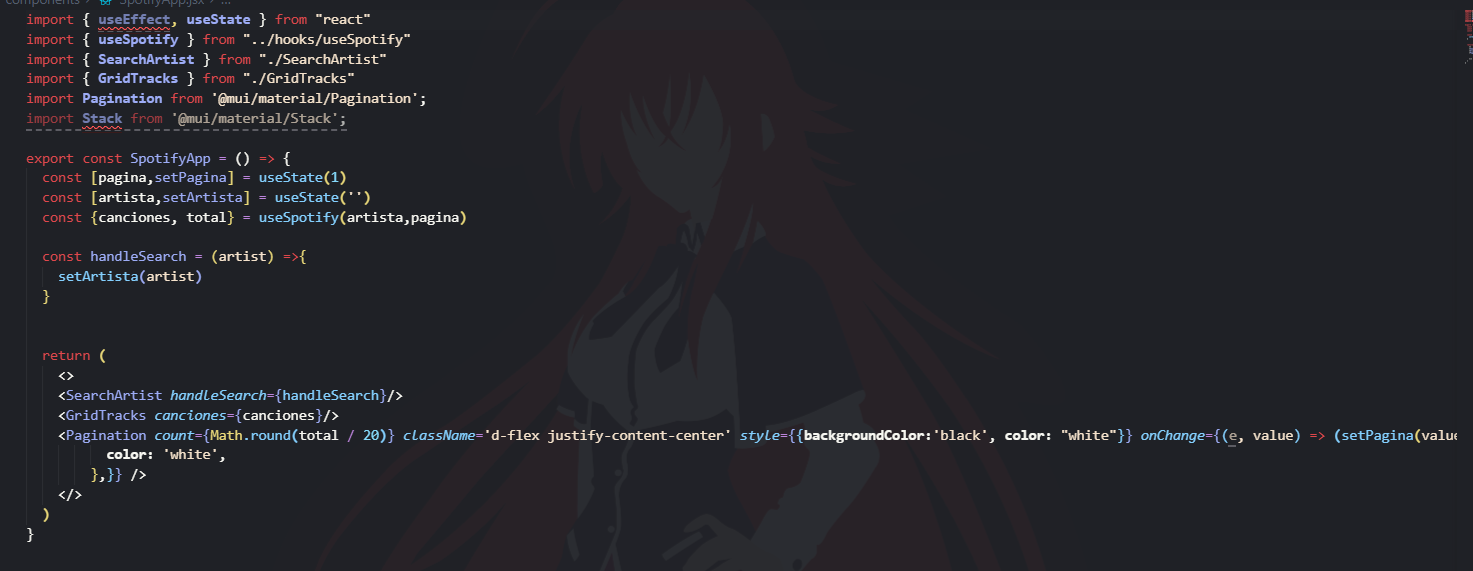 components > SpotifyApp.jsx > ...
import { useEffect, useState } from "react"
import { useSpotify } from "../hooks/useSpotify"
import { SearchArtist } from "./SearchArtist"
import { GridTracks } from "./GridTracks"
import Pagination from '@mui/material/Pagination';
import Stack from '@mui/material/Stack';
export const SpotifyApp = () => {
const [pagina,setPagina] = useState(1)
const [artista,setArtista] = useState('')
const {canciones, total} = useSpotify(artista,pagina)
const handleSearch = (artist) =>{
setArtista(artist)
}
return (
<>
<SearchArtist handleSearch={handleSearch}/>
<GridTracks canciones={canciones}/>
<Pagination count={Math.round(total / 20)} className='d-flex justify-content-center' style={{backgroundColor:'black', color: "white"}} onChange={(e, value) => (setPagina(value
color: 'white',
},}} />
</>
)
}